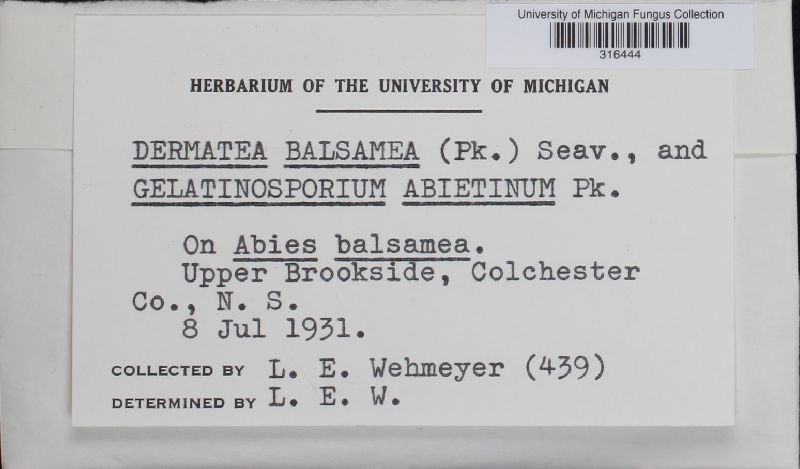 University of Michigan Fungus Collection
316444
HERBARIUM OF THE UNIVERSITY OF MICHIGAN
DERMATEA BALSAMEA (Pk.) Seav., and
GELATINOSPORIUM ABIETINUM Pk.
On Abies balsamea.
Upper Brookside, Colchester
Co., N. S.
8 Jul 1931.
COLLECTED BY L. E. Wehmeyer (439)
DETERMINED BY L. E. W.